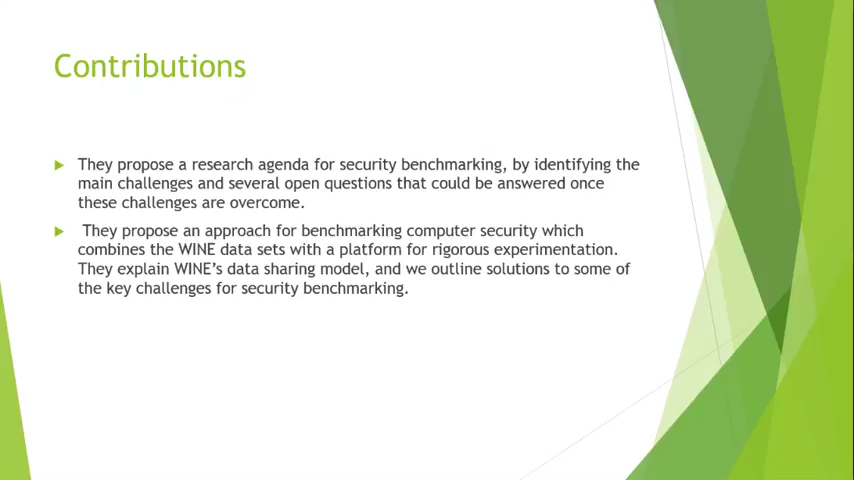 Contributions
They propose a research agenda for security benchmarking, by identifying the
main challenges and several open questions that could be answered once
these challenges are overcome.
They propose an approach for benchmarking computer security which
combines the WINE data sets with a platform for rigorous experimentation.
They explain WINE's data sharing model, and we outline solutions to some of
the key challenges for security benchmarking.